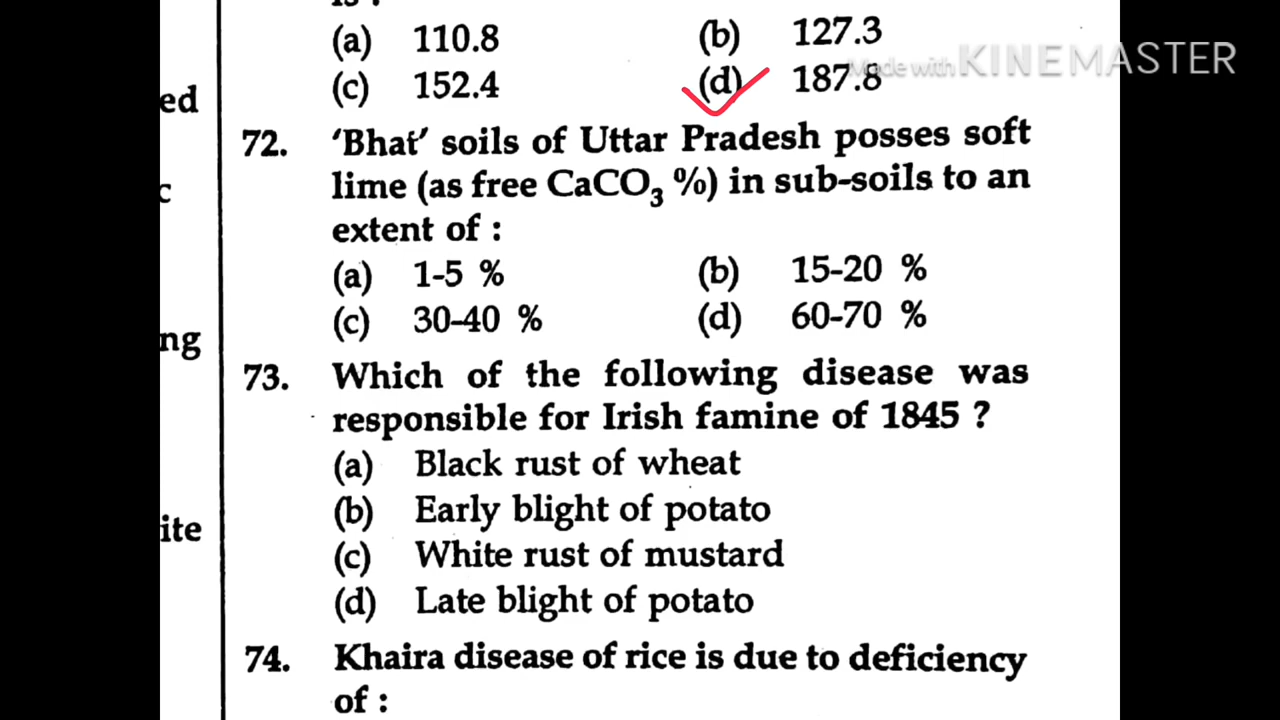 is :
(a) 110.8 (b) 127.3
Made with KINEMASTER
(c) 152.4 (d) 187.8
ed
72. 'Bhat' soils of Uttar Pradesh posses soft
lime (as free CaCO₃ %) in sub-soils to an
extent of :
c
(a) 1-5 % (b) 15-20 %
(c) 30-40 % (d) 60-70 %
ng
73. Which of the following disease was
responsible for Irish famine of 1845 ?
(a) Black rust of wheat
(b) Early blight of potato
ite
(c) White rust of mustard
(d) Late blight of potato
74. Khaira disease of rice is due to deficiency
of :